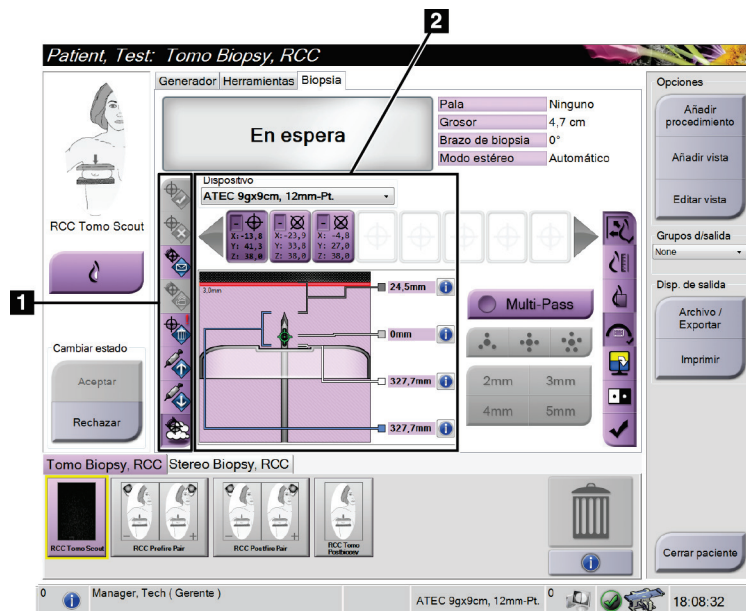 2
Patient, Test: Tomo Biopsy, RCC
Generador Herramientas Biopsia
En espera
Pala Ninguno
Grosor 4,7 cm
Brazo de biopsia 0°
Modo estéreo Automático
Opciones
Añadir
procedimiento
Añadir vista
Editar vista
Grupos d/salida
None
Disp. de salida
Archivo /
Exportar
Imprimir
Cerrar paciente
RCC Tomo Scout
Cambiar estado
Aceptar
Rechazar
1
Dispositivo
ATEC 9gx9cm, 12mm-Pt.
X:-13,8
Y: 41,3
Z: 38,0
X:-23,9
Y: 33,8
Z: 38,0
X: -4,8
Y: 27,0
Z: 38,0
3,0mm
24,5mm
0mm
327,7mm
327,7mm
Multi-Pass
2mm 3mm
4mm 5mm
Tomo Biopsy, RCC Stereo Biopsy, RCC
RCC Tomo Scout
RCC Prefire Pair
RCC Postfire Pair
RCC Tomo
Postbiopsy
0 Manager, Tech ( Gerente ) ATEC 9gx9cm, 12mm-Pt. 0 18:08:32